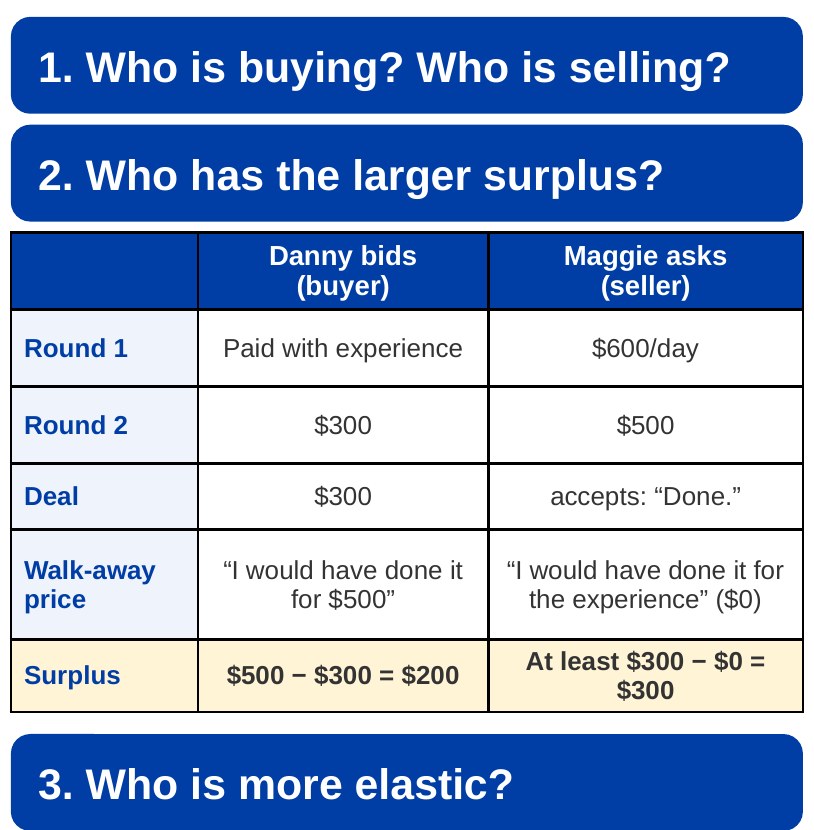 1. Who is buying? Who is selling?
2. Who has the larger surplus?
Danny bids
(buyer)
Maggie asks
(seller)
Round 1
Paid with experience
$600/day
Round 2
$300
$500
Deal
$300
accepts: “Done.”
Walk-away
price
“I would have done it
for $500”
“I would have done it for
the experience” ($0)
Surplus
$500 − $300 = $200
At least $300 − $0 =
$300
3. Who is more elastic?